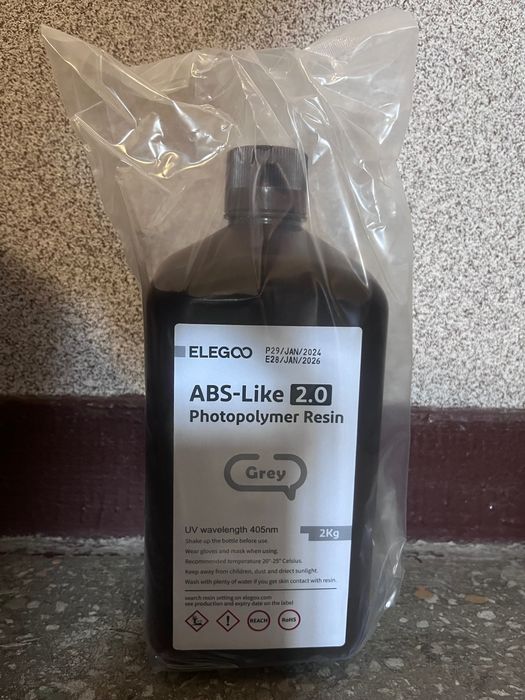 ELEGOO
P29/JAN/2024
E28/JAN/2026
ABS-Like 2.0
Photopolymer Resin
Grey
UV wavelength 405nm
2Kg
Shake up the bottle before use.
Wear gloves and mask when using.
Recommended temperature 20°-25° Celsius.
Keep away from children, dust and driect sunlight.
Wash with plenty of water if you get skin contact with resin.
search resin setting on elegoo.com
see production and expiry date on the label
REACH
RoHS